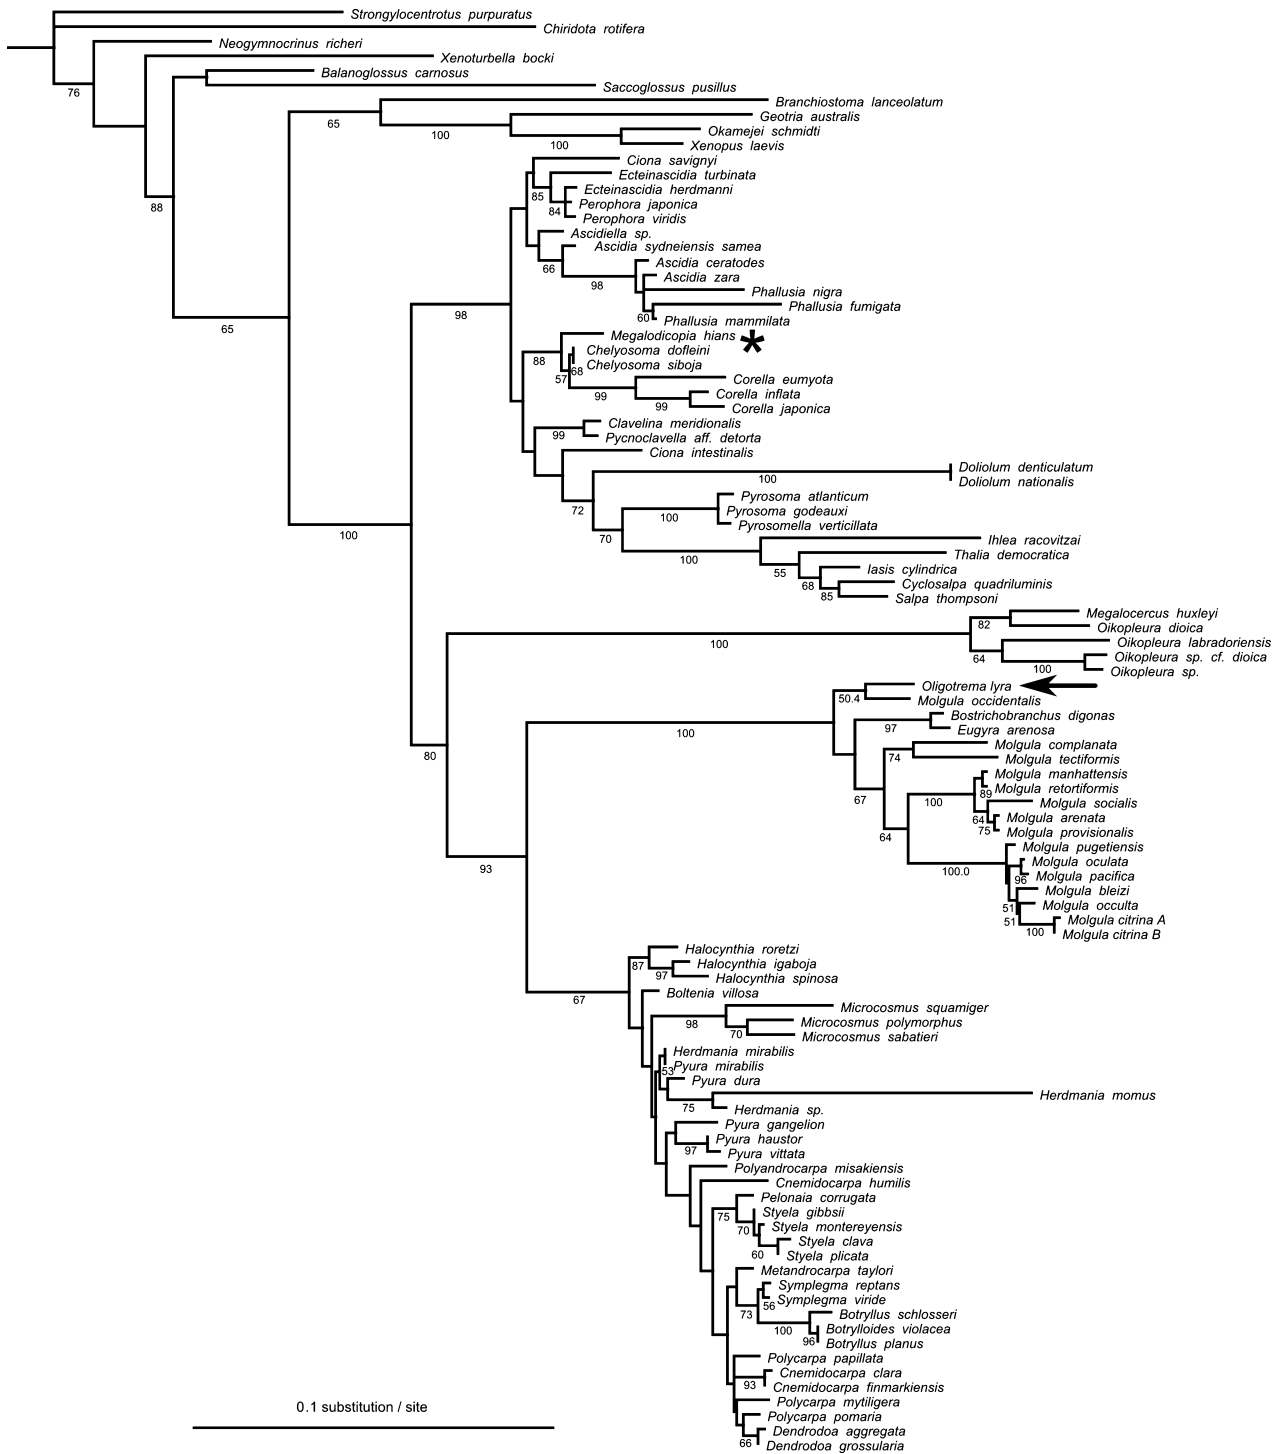 Strongylocentrotus purpuratus
Chiridota rotifera
Neogymnocrinus richeri
Xenoturbella bocki
Balanoglossus carnosus
76
Saccoglossus pusillus
Branchiostoma lanceolatum
Geotria australis
65
Okamejei schmidti
100
Xenopus laevis
100
Ciona savignyi
Ecteinascidia turbinata
Ecteinascidia herdmanni
85
Perophora japonica
88
84
Perophora viridis
Ascidiella sp.
Ascidia sydneiensis samea
Ascidia ceratodes
66
Ascidia zara
98
Phallusia nigra
Phallusia fumigata
98
60
Phallusia mammilata
65
Megalodicopia hians *
Chelyosoma dofleini
88
Chelyosoma siboja
68
57
Corella eumyota
Corella inflata
99
99
Corella japonica
Clavelina meridionalis
99
Pycnoclavella aff. detorta
Ciona intestinalis
Doliolum denticulatum
100
Doliolum nationalis
Pyrosoma atlanticum
72
Pyrosoma godeauxi
100
Pyrosomella verticillata
100
70
Ihlea racovitzai
Thalia democratica
100
Iasis cylindrica
55
Cyclosalpa quadriluminis
68
85
Salpa thompsoni
Megalocercus huxleyi
82
Oikopleura dioica
100
Oikopleura labradoriensis
Oikopleura sp. cf. dioica
64
100
Oikopleura sp.
Oligotrema lyra
50.4
Molgula occidentalis
Bostrichobranchus digonas
97
Eugyra arenosa
100
Molgula complanata
80
74
Molgula tectiformis
Molgula manhattensis
Molgula retortiformis
89
67
100
Molgula socialis
Molgula arenata
64
75
Molgula provisionalis
64
Molgula pugetiensis
Molgula oculata
93
100.0
Molgula pacifica
96
Molgula bleizi
Molgula occulta
51
Molgula citrina A
51
100
Molgula citrina B
Halocynthia roretzi
Halocynthia igaboja
87
97
Halocynthia spinosa
67
Boltenia villosa
Microcosmus squamiger
98
Microcosmus polymorphus
70
Microcosmus sabatieri
Herdmania mirabilis
Pyura mirabilis
53
Pyura dura
Herdmania momus
75
Herdmania sp.
Pyura gangelion
Pyura haustor
97
Pyura vittata
Polyandrocarpa misakiensis
Cnemidocarpa humilis
Pelonaia corrugata
75
Styela gibbsii
70
Styela montereyensis
Styela clava
60
Styela plicata
Metandrocarpa taylori
Symplegma reptans
Symplegma viride
56
73
Botryllus schlosseri
100
Botrylloides violacea
96
Botryllus planus
Polycarpa papillata
Cnemidocarpa clara
93
Cnemidocarpa finmarkiensis
Polycarpa mytiligera
0.1 substitution / site
Polycarpa pomaria
Dendrodoa aggregata
66
Dendrodoa grossularia